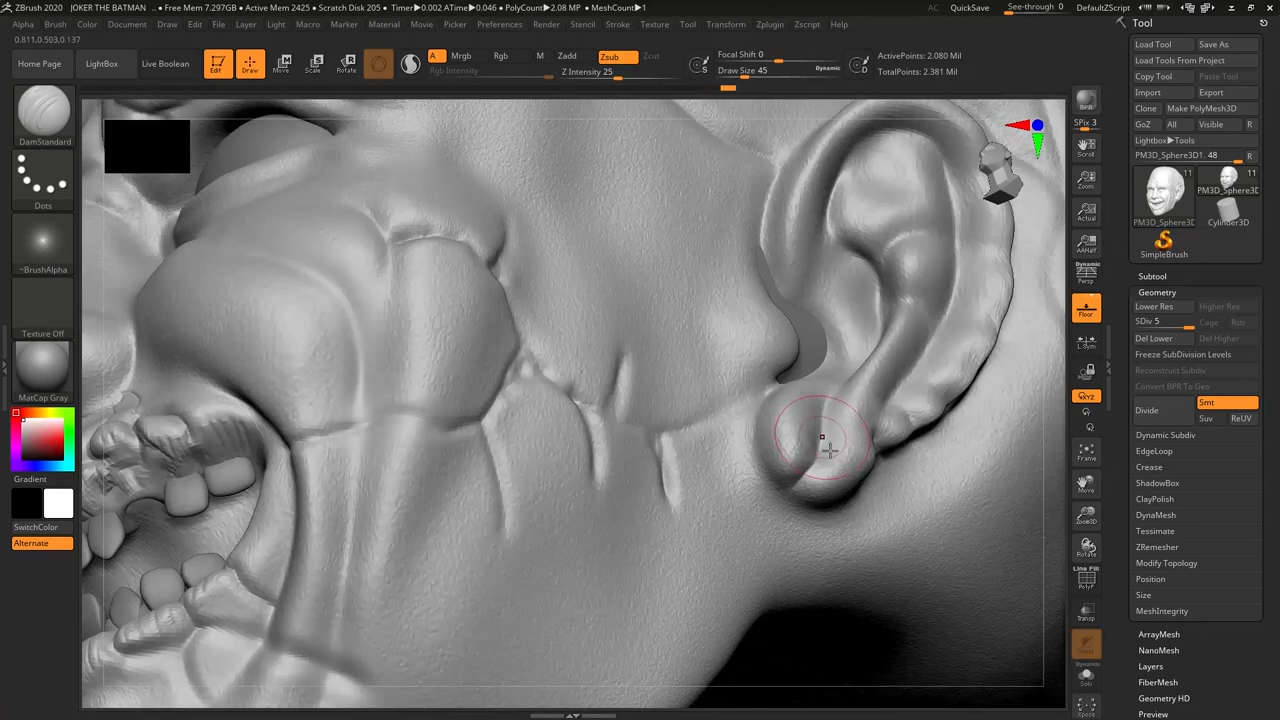 ZBrush 2020 JOKER THE BATMAN .. • Free Mem 7.297GB • Active Mem 2425 • Scratch Disk 205 • Timer▶0.002 ATime▶0.046 • PolyCount▶2.08 MP • MeshCount▶1 AC QuickSave See-through 0 DefaultZScript
Alpha Brush Color Document Draw Edit File Layer Light Macro Marker Material Movie Picker Preferences Render Stencil Stroke Texture Tool Transform Zplugin Zscript Help
0.811,0.503,0.137
Home Page LightBox Live Boolean Edit Draw Move Scale Rotate
A Mrgb Rgb M Zadd Zsub Zcut
Rgb Intensity Z Intensity 25
S Focal Shift 0
Draw Size 45 Dynamic
D ActivePoints: 2.080 Mil
TotalPoints: 2.381 Mil
DamStandard
Dots
~BrushAlpha
Texture Off
MatCap Gray
Gradient
SwitchColor
Alternate
BPR
SPix 3
Scroll
Zoom
Actual
AAHalf
Dynamic
Persp
Floor
L.Sym
XYZ
Frame
Move
Zoom3D
Rotate
Line Fill
PolyF
Transp
Dynamic
Solo
Xpose
Tool
Load Tool Save As
Load Tools From Project
Copy Tool Paste Tool
Import Export
Clone Make PolyMesh3D
GoZ All Visible R
Lightbox▶Tools
PM3D_Sphere3D1. 48 R
11 11
PM3D_Sphere3D
PM3D_Sphere3D Cylinder3D
SimpleBrush
Subtool
Geometry
Lower Res Higher Res
SDiv 5 Cage Rstr
Del Lower Del Higher
Freeze SubDivision Levels
Reconstruct Subdiv
Convert BPR To Geo
Divide Smt
Suv ReUV
Dynamic Subdiv
EdgeLoop
Crease
ShadowBox
ClayPolish
DynaMesh
Tessimate
ZRemesher
Modify Topology
Position
Size
MeshIntegrity
ArrayMesh
NanoMesh
Layers
FiberMesh
Geometry HD
Preview